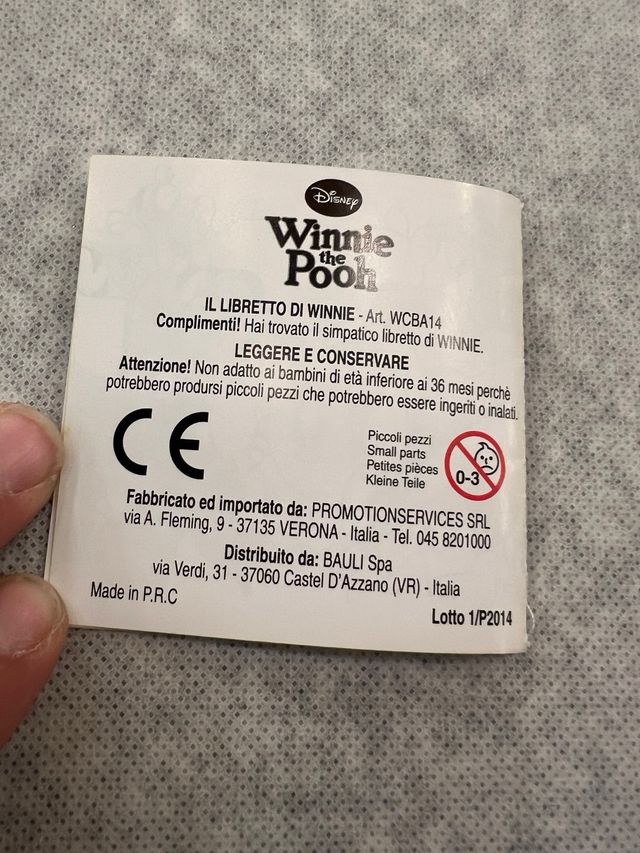 Disney
Winnie
the
Pooh
IL LIBRETTO DI WINNIE - Art. WCBA14
Complimenti! Hai trovato il simpatico libretto di WINNIE.
LEGGERE E CONSERVARE
Attenzione! Non adatto ai bambini di età inferiore ai 36 mesi perchè
potrebbero prodursi piccoli pezzi che potrebbero essere ingeriti o inalati.
CE
Piccoli pezzi
Small parts
Petites pièces
Kleine Teile
0-3
Fabbricato ed importato da: PROMOTIONSERVICES SRL
via A. Fleming, 9 - 37135 VERONA - Italia - Tel. 045 8201000
Distribuito da: BAULI Spa
via Verdi, 31 - 37060 Castel D'Azzano (VR) - Italia
Made in P.R.C
Lotto 1/P2014